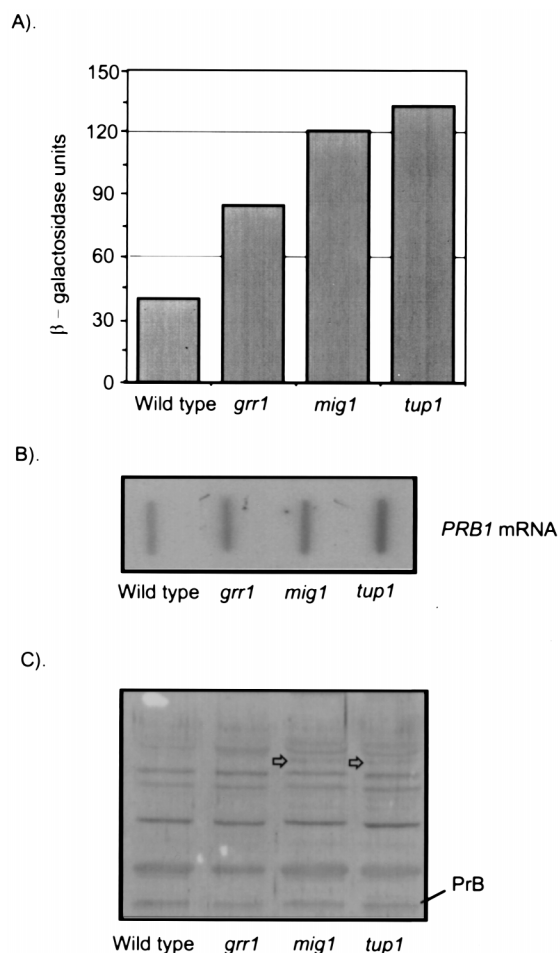 A).
150
120
90
60
30
0
β – galactosidase units
Wild type grr1 mig1 tup1
B).
PRB1 mRNA
Wild type grr1 mig1 tup1
C).
PrB
Wild type grr1 mig1 tup1